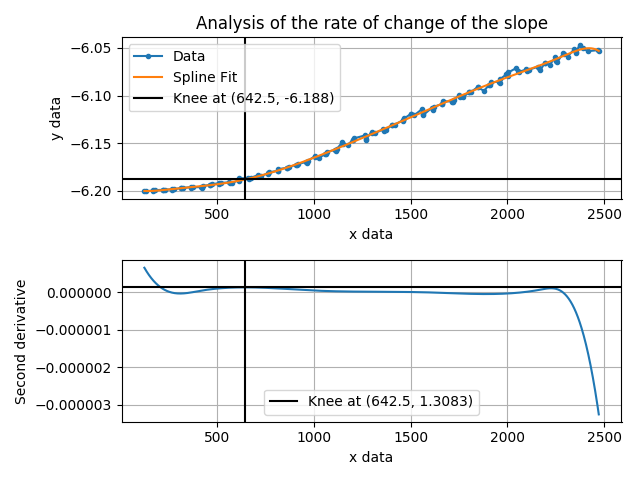 Analysis of the rate of change of the slope
−6.05
−6.10
−6.15
−6.20
y data
Data
Spline Fit
Knee at (642.5, -6.188)
500 1000 1500 2000 2500
x data
0.000000
−0.000001
−0.000002
−0.000003
Second derivative
Knee at (642.5, 1.3083)
500 1000 1500 2000 2500
x data